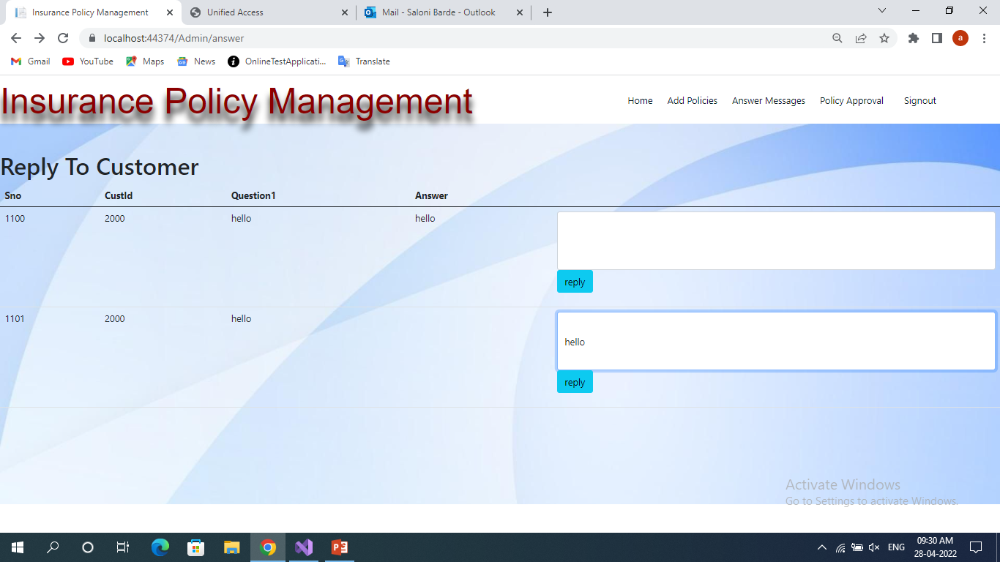 Insurance Policy Management
Unified Access
Mail - Saloni Barde - Outlook
localhost:44374/Admin/answer
a
Gmail
YouTube
Maps
News
OnlineTestApplicati...
Translate
Insurance Policy Management
Home Add Policies Answer Messages Policy Approval Signout
Reply To Customer
Sno CustId Question1 Answer
1100 2000 hello hello
reply
1101 2000 hello
hello
reply
Activate Windows
Go to Settings to activate Windows.
ENG
09:30 AM
28-04-2022